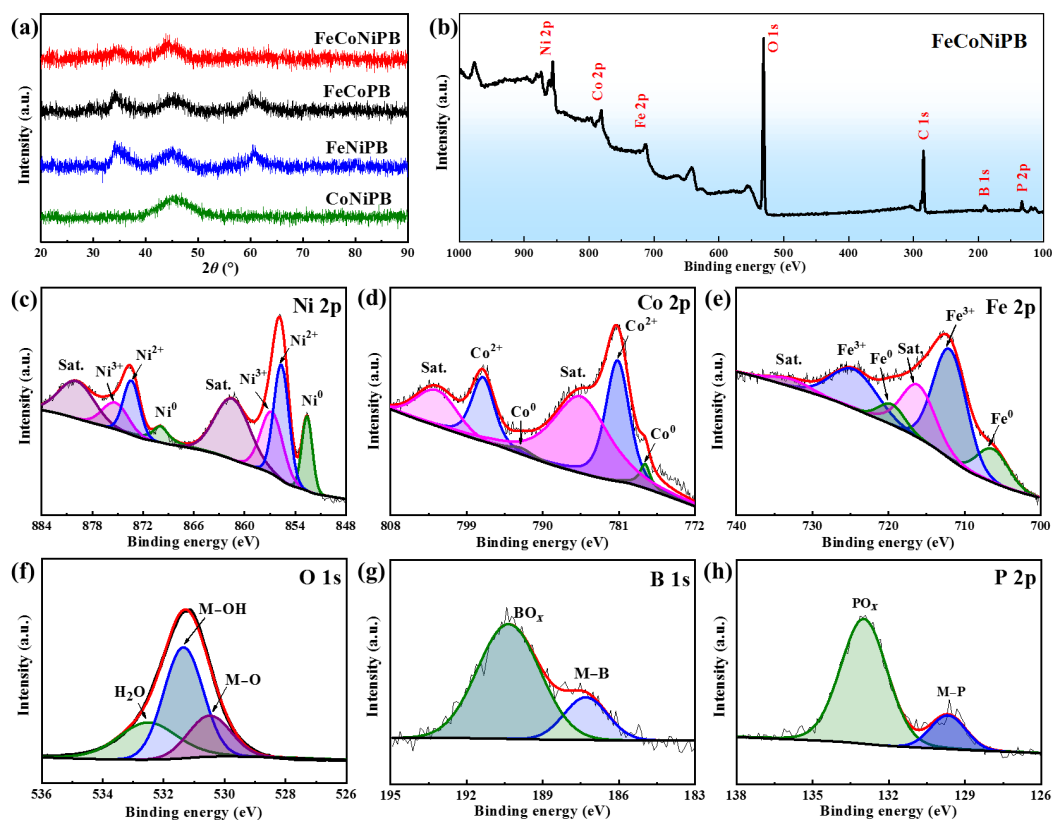 (a)
FeCoNiPB
FeCoPB
FeNiPB
CoNiPB
Intensity (a.u.)
20 30 40 50 60 70 80 90
2θ (°)
(b)
FeCoNiPB
Ni 2p
Co 2p
Fe 2p
O 1s
C 1s
B 1s
P 2p
Intensity (a.u.)
1000 900 800 700 600 500 400 300 200 100
Binding energy (eV)
(c)
Ni 2p
Sat.
Ni³⁺
Ni²⁺
Ni⁰
Sat.
Ni³⁺
Ni²⁺
Ni⁰
Intensity (a.u.)
884 878 872 866 860 854 848
Binding energy (eV)
(d)
Co 2p
Sat.
Co²⁺
Co⁰
Sat.
Co²⁺
Co⁰
Intensity (a.u.)
808 799 790 781 772
Binding energy (eV)
(e)
Fe 2p
Sat.
Fe³⁺
Fe⁰
Sat.
Fe³⁺
Fe⁰
Intensity (a.u.)
740 730 720 710 700
Binding energy (eV)
(f)
O 1s
H₂O
M–OH
M–O
Intensity (a.u.)
536 534 532 530 528 526
Binding energy (eV)
(g)
B 1s
BOₓ
M–B
Intensity (a.u.)
195 191 189 187 185 183
Binding energy (eV)
(h)
P 2p
POₓ
M–P
Intensity (a.u.)
138 135 132 129 126
Binding energy (eV)